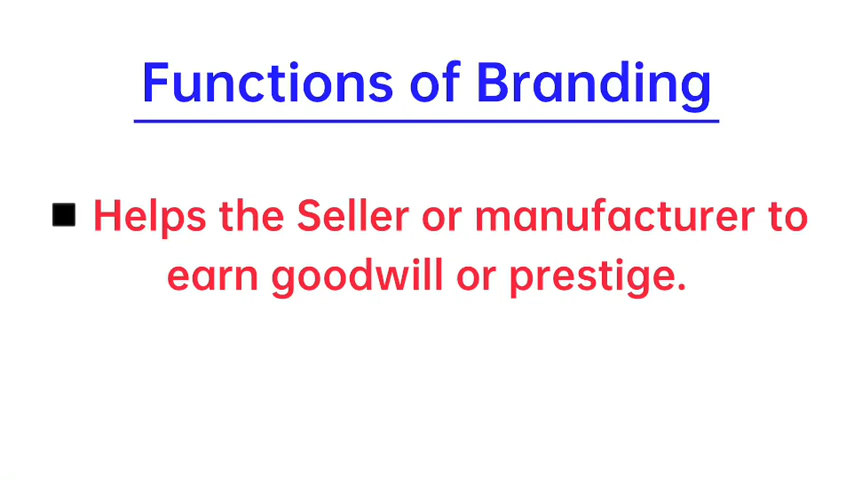 Functions of Branding
■ Helps the Seller or manufacturer to
earn goodwill or prestige.